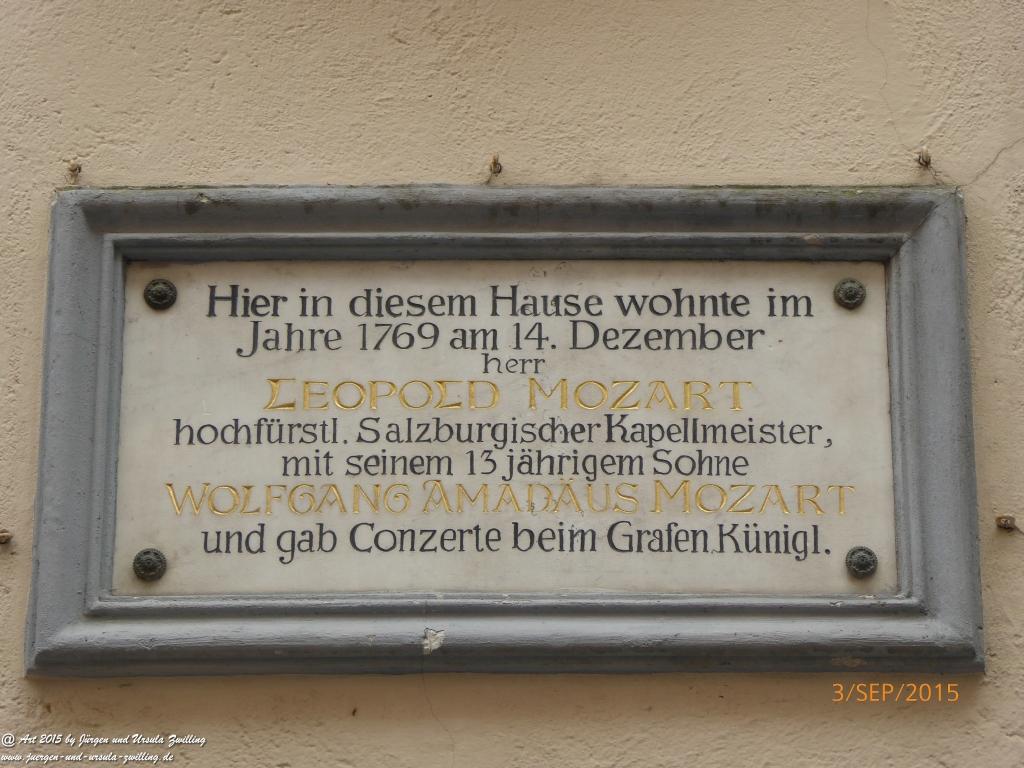 Hier in diesem Hause wohnte im
Jahre 1769 am 14. Dezember
herr
LEOPOLD MOZART
hochfürstl. Salzburgischer Kapellmeister,
mit seinem 13 jährigem Sohne
WOLFGANG AMADÄUS MOZART
und gab Conzerte beim Grafen Künigl.
3/SEP/2015
@ Art 2015 by Jürgen und Ursula Zwilling
www.juergen-und-ursula-zwilling.de